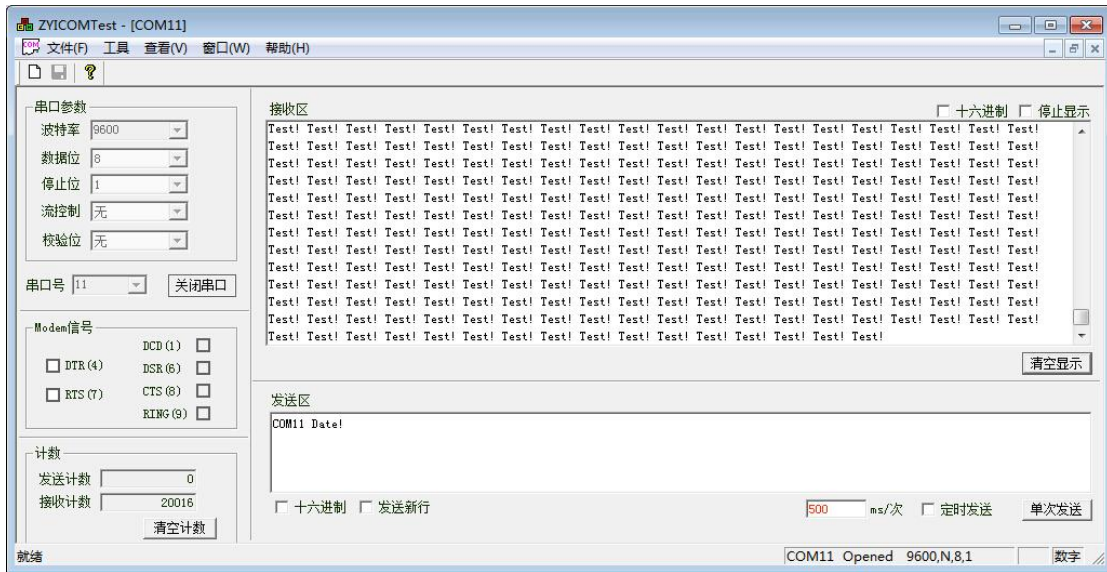 ZYICOMTest - [COM11]
文件(F) 工具 查看(V) 窗口(W) 帮助(H)
串口参数
波特率 9600
数据位 8
停止位 1
流控制 无
校验位 无
串口号 11 关闭串口
Modem信号
DCD(1)
DTR(4) DSR(6)
RTS(7) CTS(8)
RING(9)
计数
发送计数 0
接收计数 20016
清空计数
接收区 十六进制 停止显示
Test! Test! Test! Test! Test! Test! Test! Test! Test! Test! Test! Test! Test! Test! Test! Test! Test! Test! Test! Test!
Test! Test! Test! Test! Test! Test! Test! Test! Test! Test! Test! Test! Test! Test! Test! Test! Test! Test! Test! Test!
Test! Test! Test! Test! Test! Test! Test! Test! Test! Test! Test! Test! Test! Test! Test! Test! Test! Test! Test! Test!
Test! Test! Test! Test! Test! Test! Test! Test! Test! Test! Test! Test! Test! Test! Test! Test! Test! Test! Test! Test!
Test! Test! Test! Test! Test! Test! Test! Test! Test! Test! Test! Test! Test! Test! Test! Test! Test! Test! Test! Test!
Test! Test! Test! Test! Test! Test! Test! Test! Test! Test! Test! Test! Test! Test! Test! Test! Test! Test! Test! Test!
Test! Test! Test! Test! Test! Test! Test! Test! Test! Test! Test! Test! Test! Test! Test! Test! Test! Test! Test! Test!
Test! Test! Test! Test! Test! Test! Test! Test! Test! Test! Test! Test! Test! Test! Test! Test! Test! Test! Test! Test!
Test! Test! Test! Test! Test! Test! Test! Test! Test! Test! Test! Test! Test! Test! Test! Test! Test! Test! Test! Test!
Test! Test! Test! Test! Test! Test! Test! Test! Test! Test! Test! Test! Test! Test! Test! Test! Test! Test! Test! Test!
Test! Test! Test! Test! Test! Test! Test! Test! Test! Test! Test! Test! Test! Test! Test! Test! Test! Test! Test! Test!
Test! Test! Test! Test! Test! Test! Test! Test! Test! Test! Test! Test! Test! Test! Test! Test! Test! Test! Test! Test!
Test! Test! Test! Test! Test! Test! Test! Test! Test! Test! Test! Test! Test! Test! Test! Test!
清空显示
发送区
COM11 Date!
十六进制 发送新行 500 ms/次 定时发送 单次发送
就绪 COM11 Opened 9600,N,8,1 数字